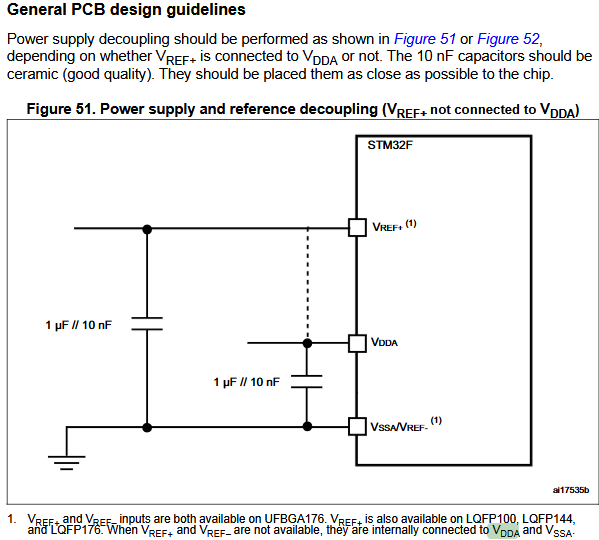 General PCB design guidelines
Power supply decoupling should be performed as shown in Figure 51 or Figure 52,
depending on whether VREF+ is connected to VDDA or not. The 10 nF capacitors should be
ceramic (good quality). They should be placed them as close as possible to the chip.
Figure 51. Power supply and reference decoupling (VREF+ not connected to VDDA)
STM32F
VREF+ (1)
1 µF // 10 nF
VDDA
1 µF // 10 nF
VSSA/VREF- (1)
ai17535b
1. VREF+ and VREF– inputs are both available on UFBGA176. VREF+ is also available on LQFP100, LQFP144,
and LQFP176. When VREF+ and VREF– are not available, they are internally connected to VDDA and VSSA.